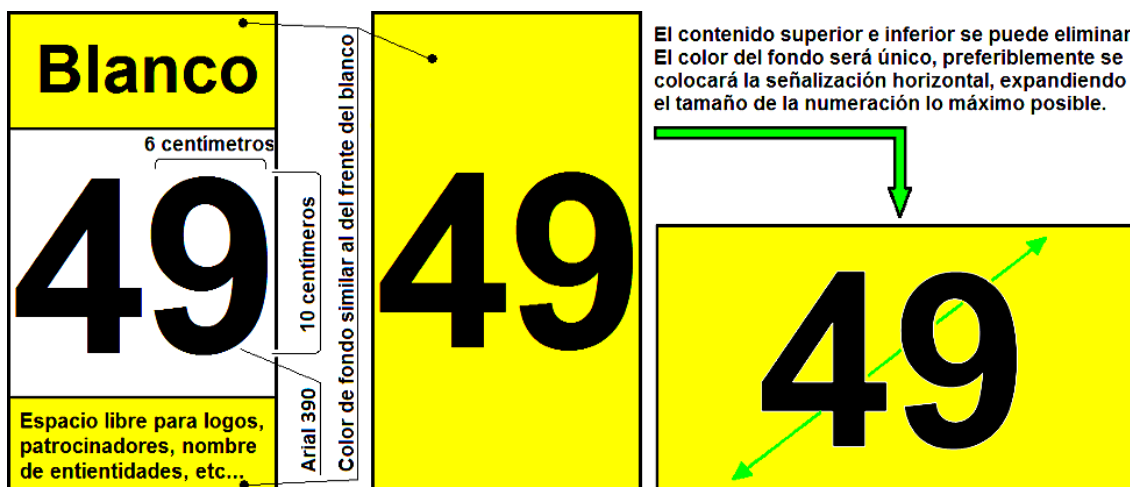 Blanco
6 centímetros
49
10 centímeros
Arial 390
Espacio libre para logos,
patrocinadores, nombre
de entientidades, etc...
Color de fondo similar al del frente del blanco
49
El contenido superior e inferior se puede eliminar
El color del fondo será único, preferiblemente se
colocará la señalización horizontal, expandiendo
el tamaño de la numeración lo máximo posible.
49